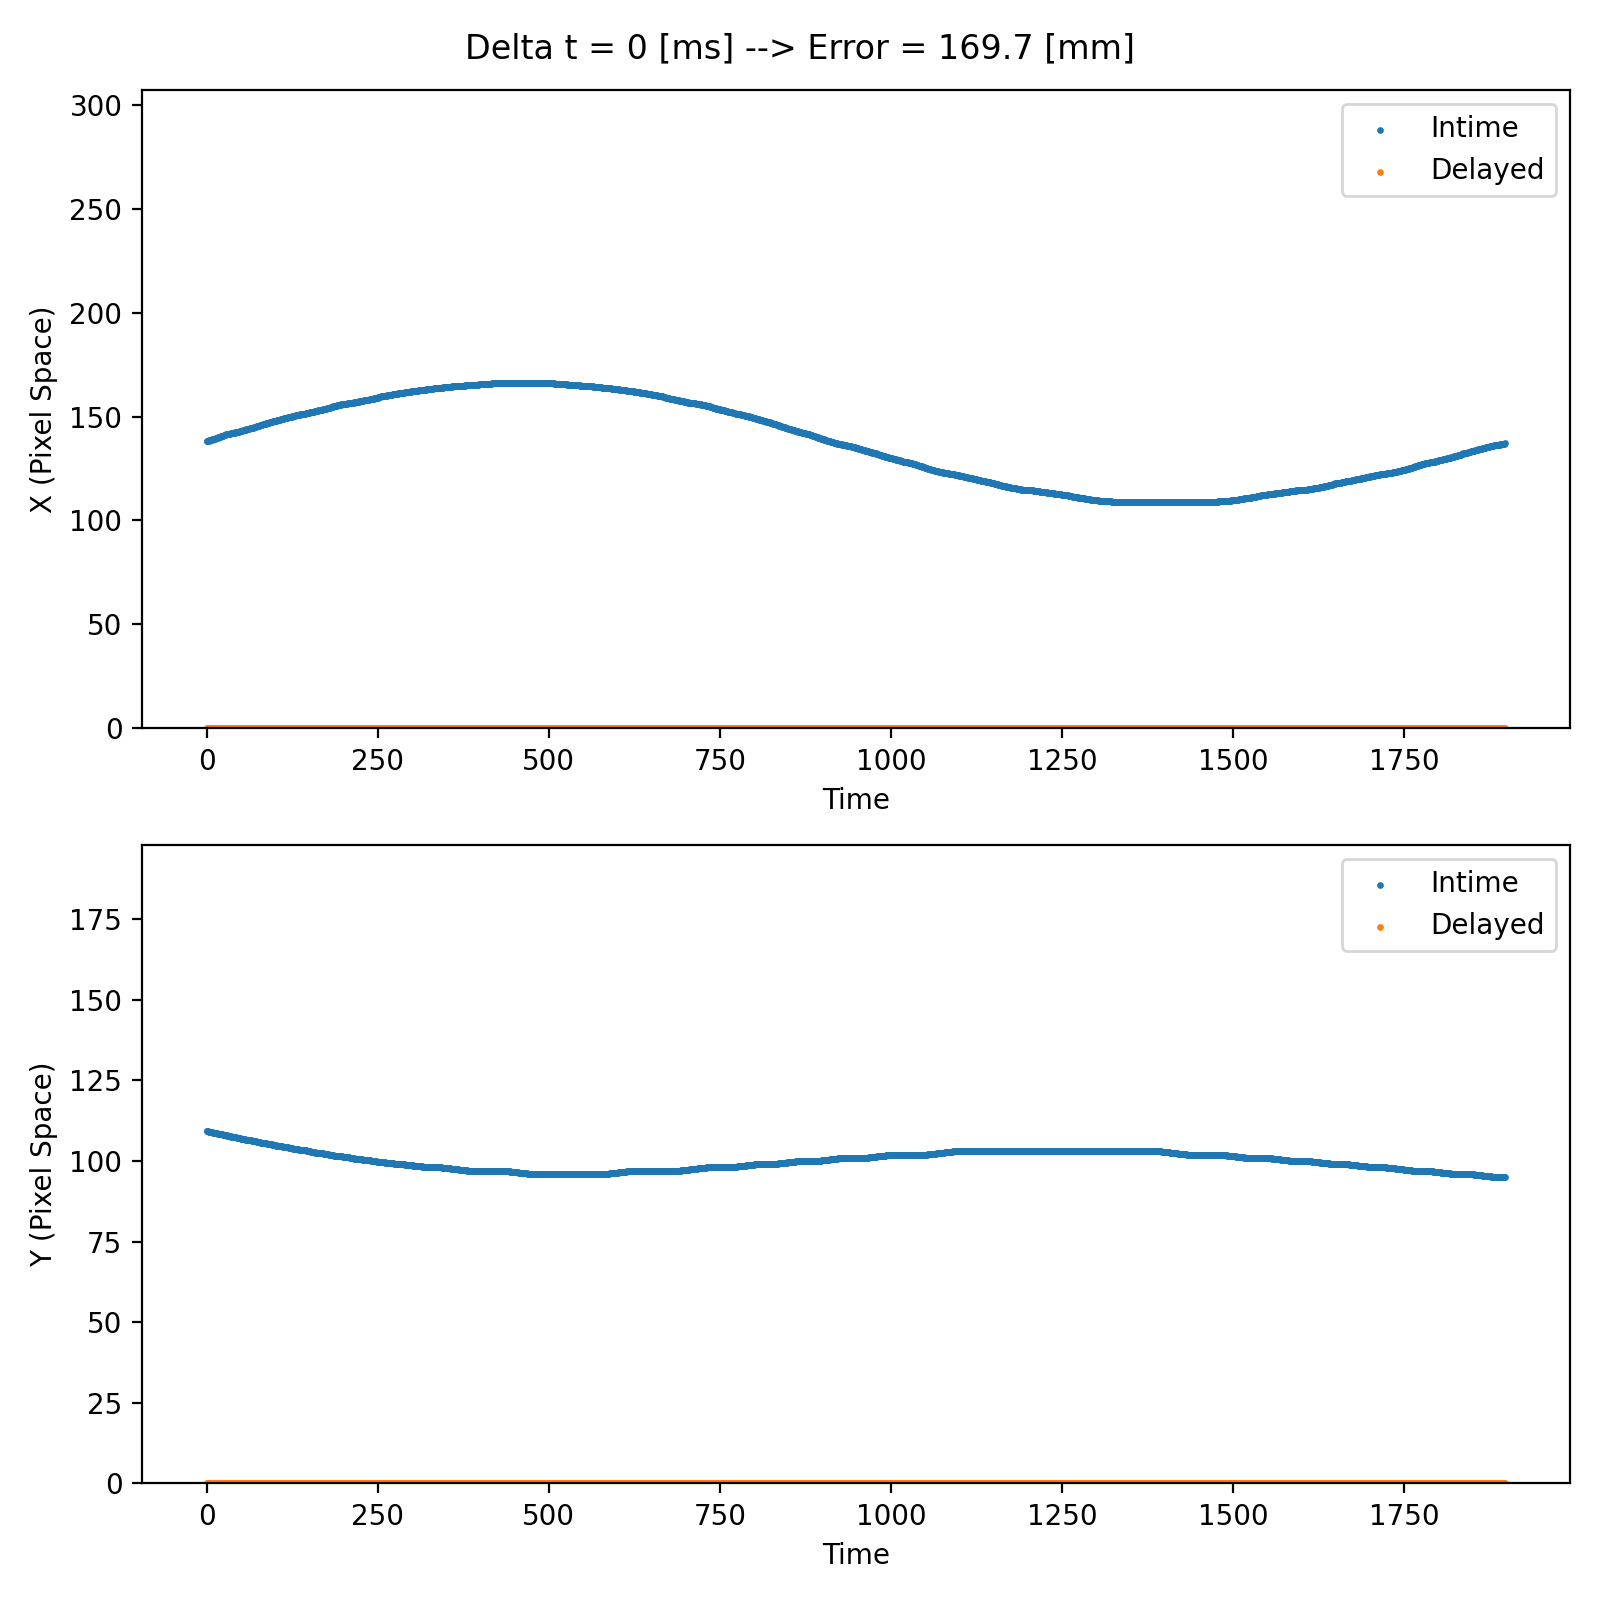 Delta t = 0 [ms] --> Error = 169.7 [mm]
300
250
200
150
100
50
0
X (Pixel Space)
Intime
Delayed
0 250 500 750 1000 1250 1500 1750
Time
175
150
125
100
75
50
25
0
Y (Pixel Space)
Intime
Delayed
0 250 500 750 1000 1250 1500 1750
Time